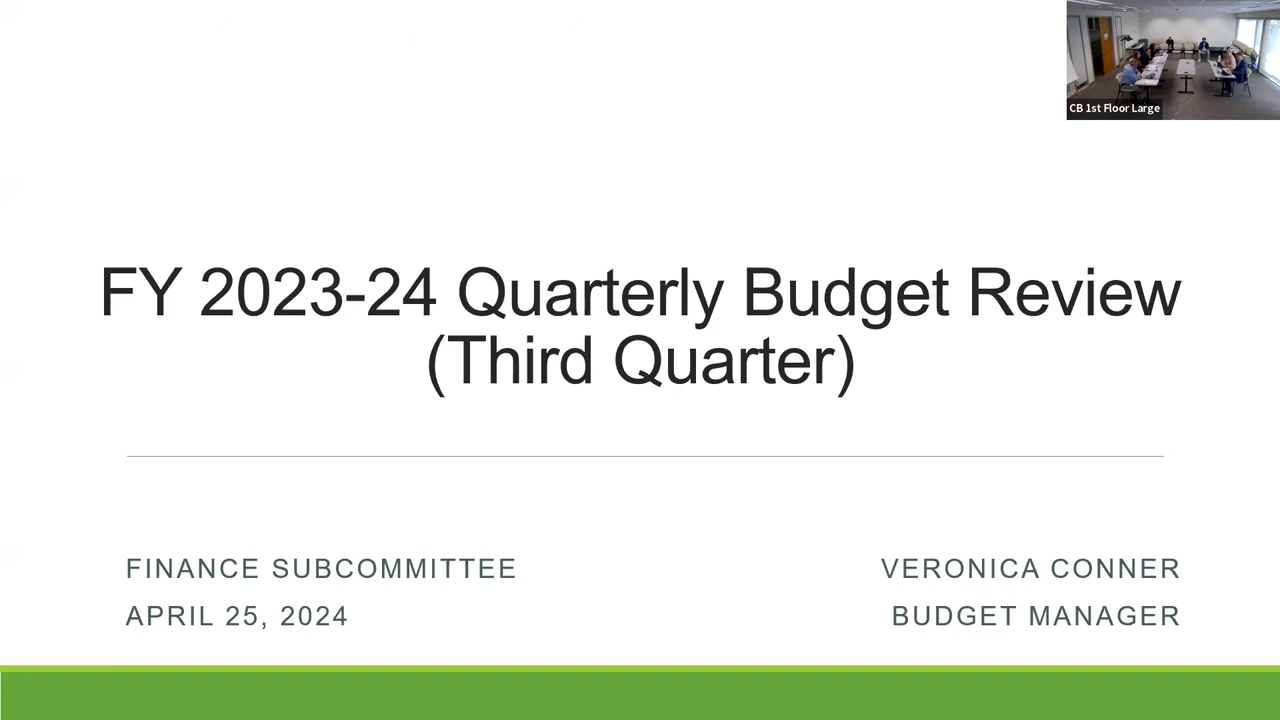 CB 1st Floor Large
FY 2023-24 Quarterly Budget Review
(Third Quarter)
FINANCE SUBCOMMITTEE
APRIL 25, 2024
VERONICA CONNER
BUDGET MANAGER